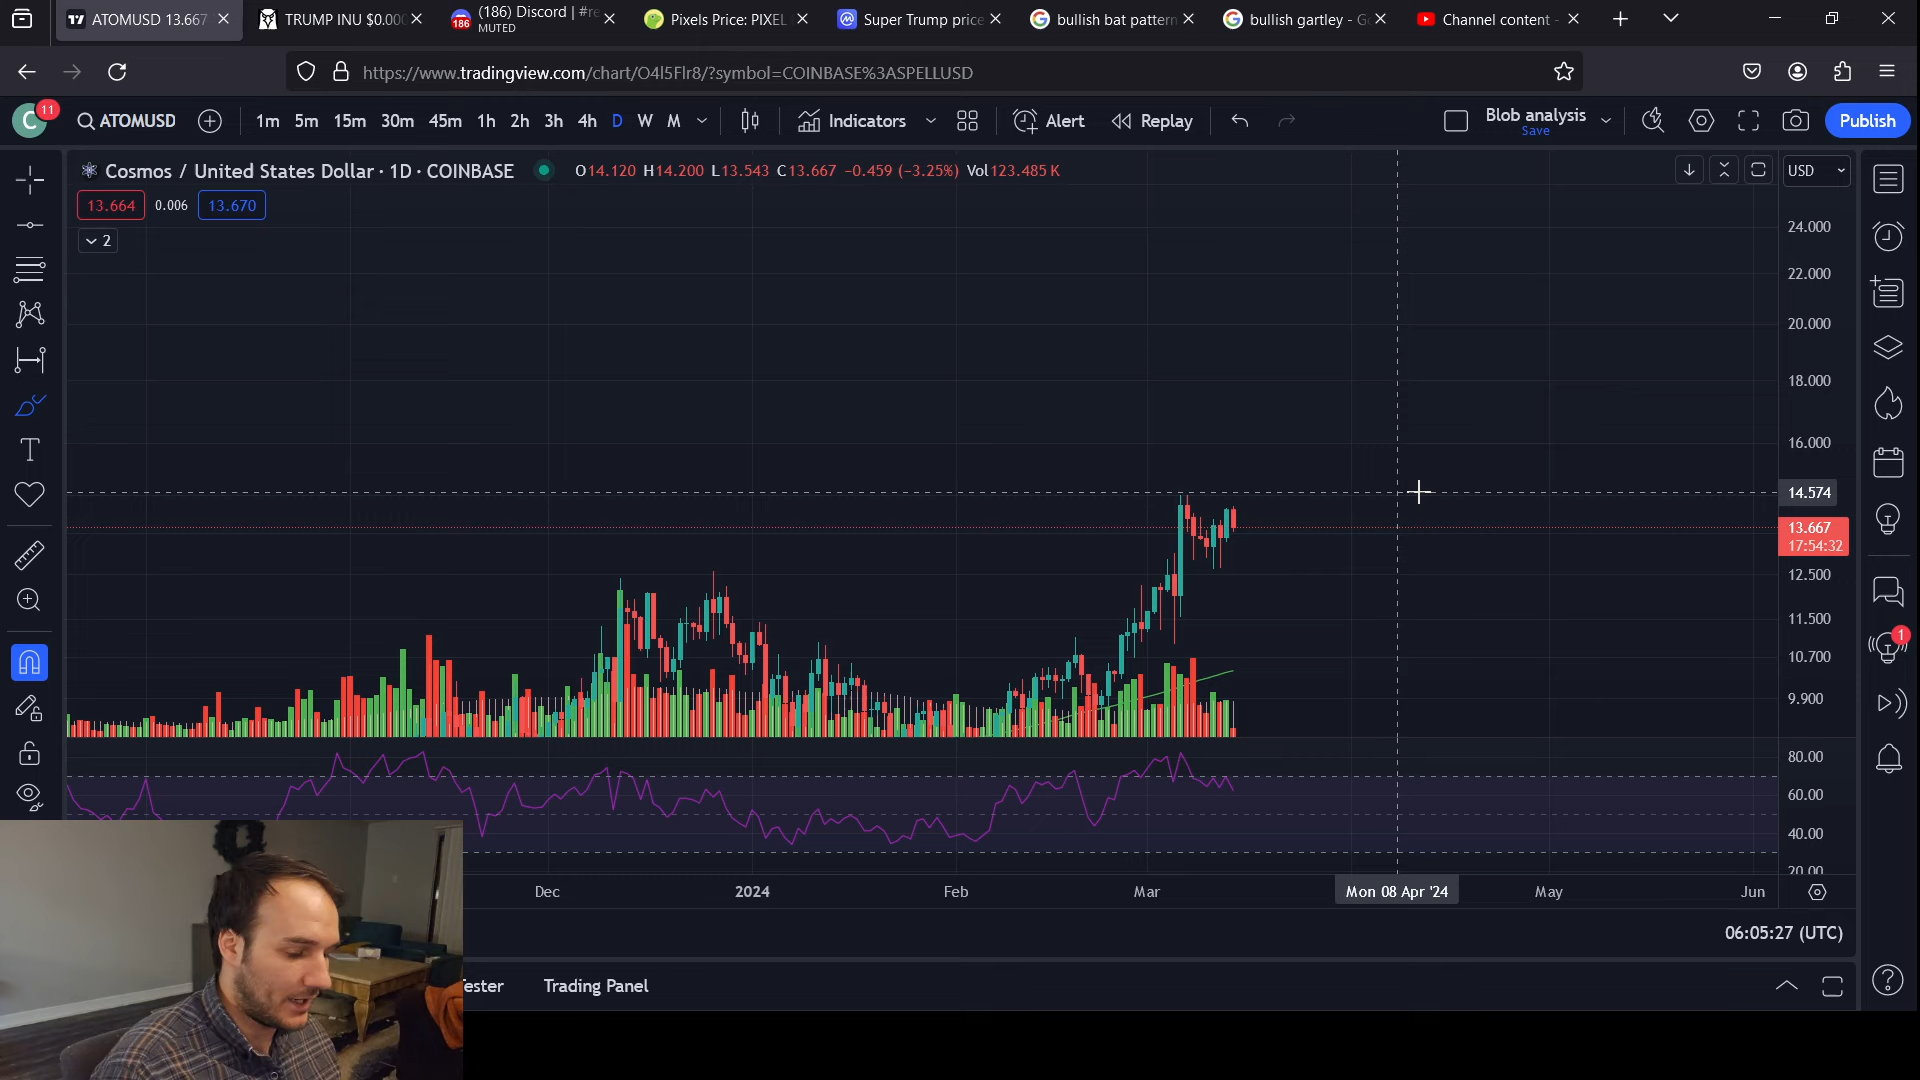 ATOMUSD 13.667
TRUMP INU $0.000
(186) Discord | #re
MUTED
Pixels Price: PIXEL
Super Trump price
bullish bat pattern
bullish gartley - Go
Channel content -
186
https://www.tradingview.com/chart/O4l5Flr8/?symbol=COINBASE%3ASPELLUSD
C 11
ATOMUSD
1m 5m 15m 30m 45m 1h 2h 3h 4h D W M
Indicators
Alert
Replay
Blob analysis
Save
Publish
Cosmos / United States Dollar · 1D · COINBASE
O14.120 H14.200 L13.543 C13.667 −0.459 (−3.25%) Vol123.485 K
USD
13.664 0.006 13.670
2
24.000
22.000
20.000
18.000
16.000
14.574
13.667
17:54:32
12.500
11.500
10.700
9.900
80.00
60.00
40.00
20.00
1
Dec 2024 Feb Mar Mon 08 Apr '24 May Jun
06:05:27 (UTC)
ester
Trading Panel